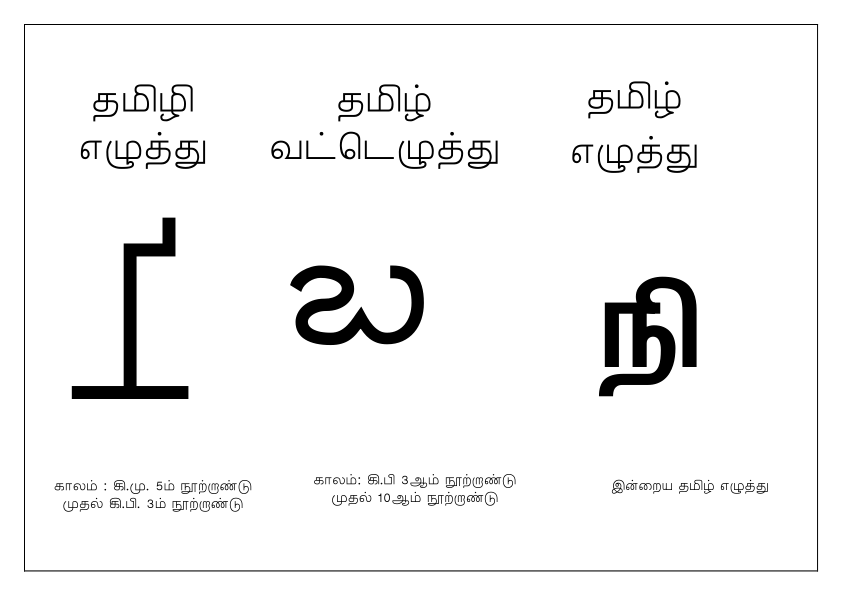 தமிழி
எழுத்து
தமிழ்
வட்டெழுத்து
தமிழ்
எழுத்து
𑀦𑀺
நி
காலம் : கி.மு. 5ம் நூற்றாண்டு
முதல் கி.பி. 3ம் நூற்றாண்டு
காலம்: கி.பி 3ஆம் நூற்றாண்டு
முதல் 10ஆம் நூற்றாண்டு
இன்றைய தமிழ் எழுத்து